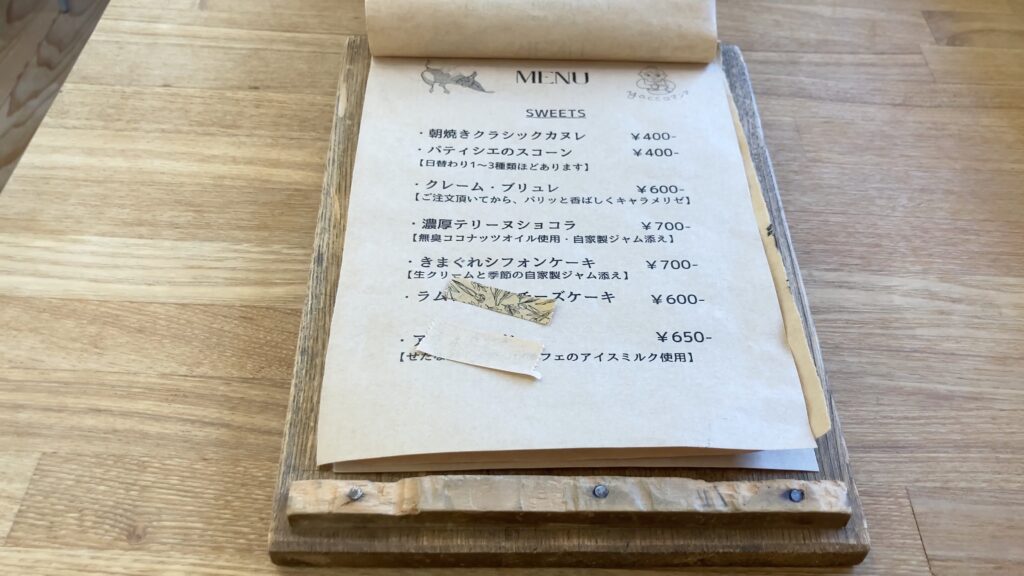 MENU
yaccots
SWEETS
・朝焼きクラシックカヌレ ￥400-
・パティシエのスコーン ￥400-
【日替わり1〜3種類ほどあります】
・クレーム・ブリュレ ￥600-
【ご注文頂いてから、パリッと香ばしくキャラメリゼ】
・濃厚テリーヌショコラ ￥700-
【無臭ココナッツオイル使用・自家製ジャム添え】
・きまぐれシフォンケーキ ￥700-
【生クリームと季節の自家製ジャム添え】
・ラム チーズケーキ ￥600-
・ア ￥650-
【せたな フェのアイスミルク使用】